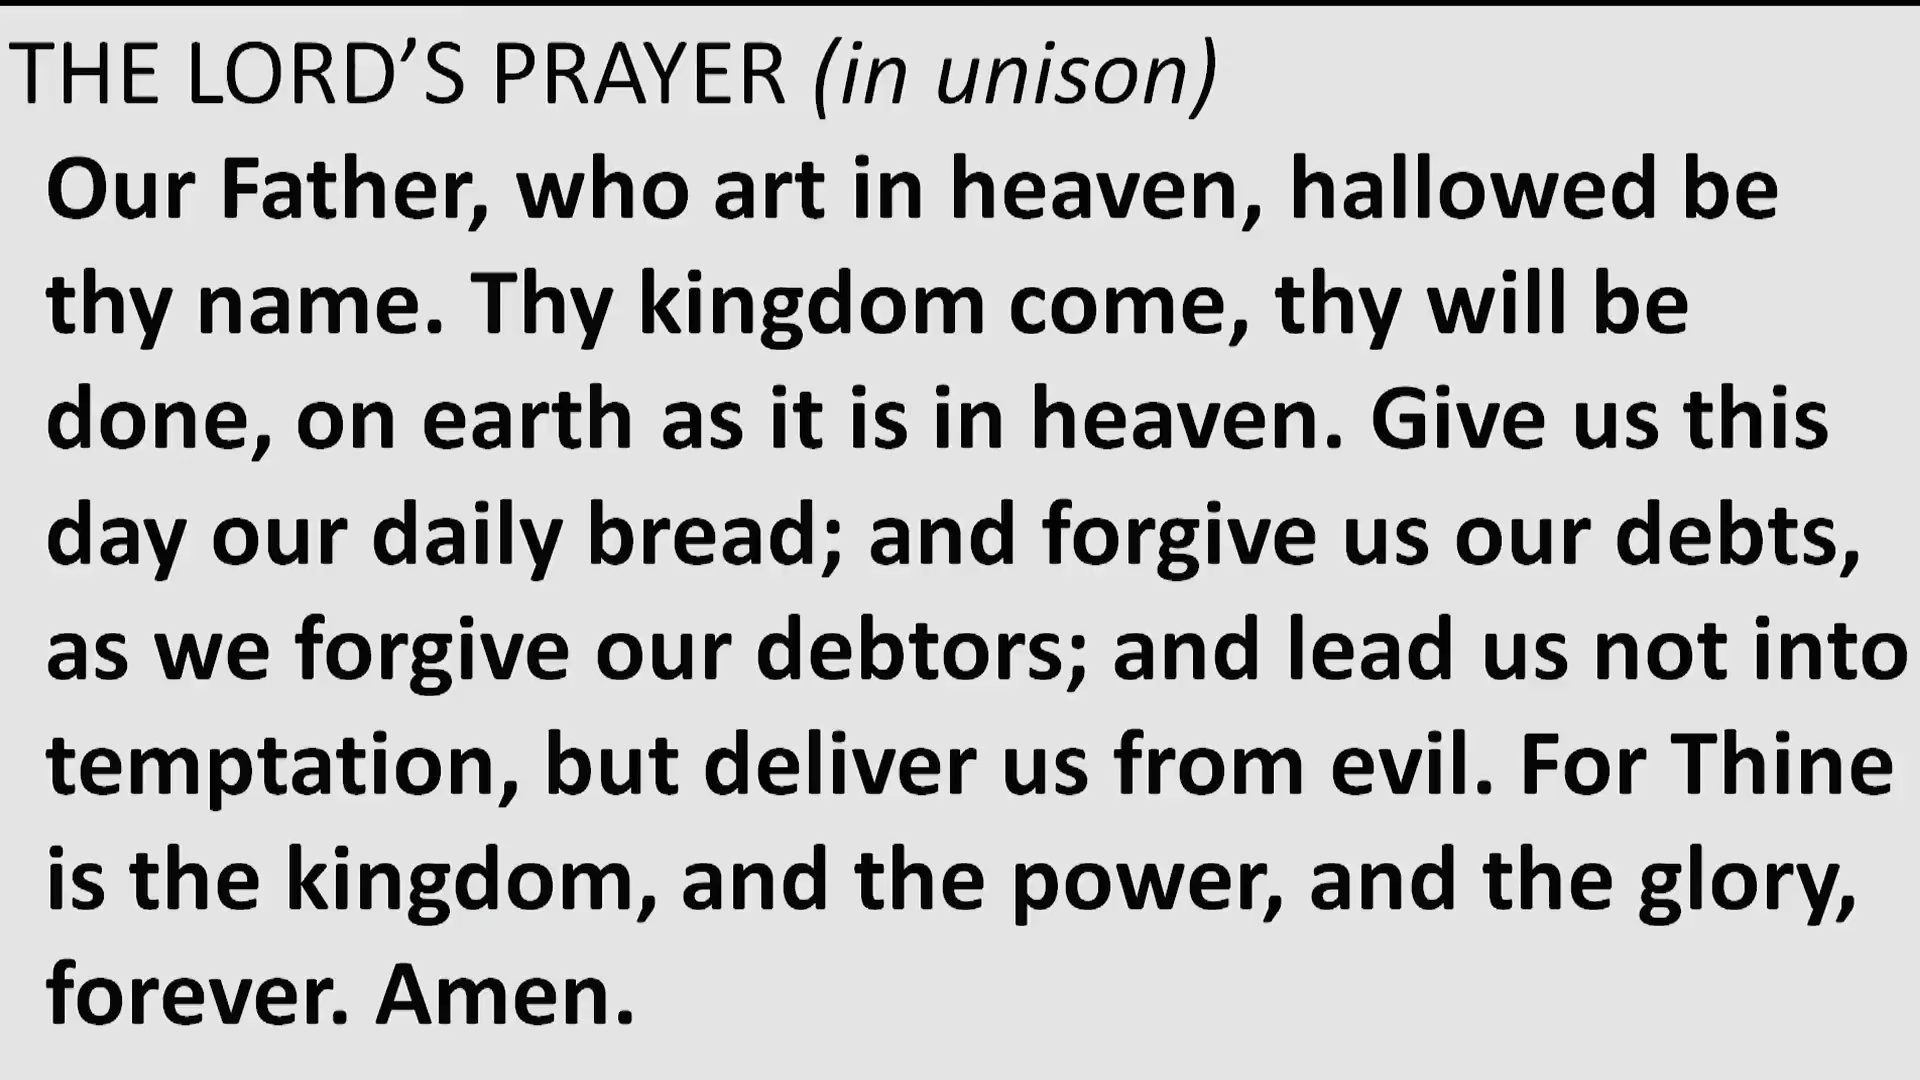 THE LORD’S PRAYER (in unison)
Our Father, who art in heaven, hallowed be
thy name. Thy kingdom come, thy will be
done, on earth as it is in heaven. Give us this
day our daily bread; and forgive us our debts,
as we forgive our debtors; and lead us not into
temptation, but deliver us from evil. For Thine
is the kingdom, and the power, and the glory,
forever. Amen.